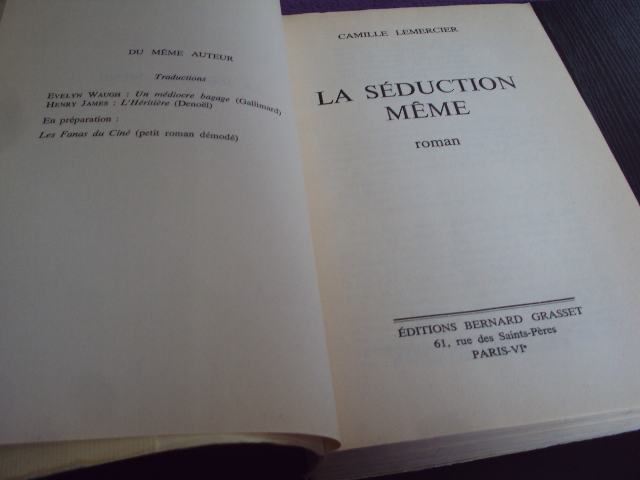 DU MÊME AUTEUR
Traductions
EVELYN WAUGH : Un médiocre bagage (Gallimard)
HENRY JAMES : L'Héritière (Denoël)
En préparation :
Les Fanas du Ciné (petit roman démodé)
CAMILLE LEMERCIER
LA SÉDUCTION
MÊME
roman
ÉDITIONS BERNARD GRASSET
61, rue des Saints-Pères
PARIS-VIe